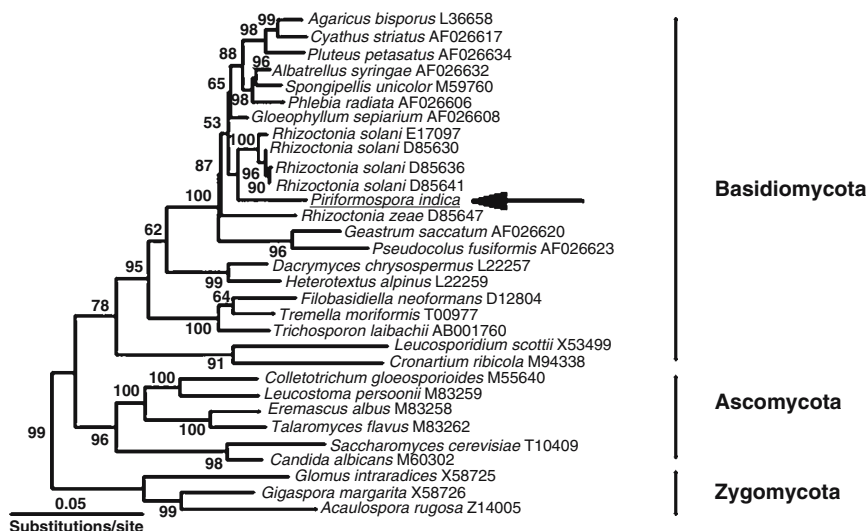 99 Agaricus bisporus L36658
98 Cyathus striatus AF026617
88 Pluteus petasatus AF026634
96 Albatrellus syringae AF026632
65 Spongipellis unicolor M59760
98 Phlebia radiata AF026606
Gloeophyllum sepiarium AF026608
53
100 Rhizoctonia solani E17097
Rhizoctonia solani D85630
87 96 Rhizoctonia solani D85636
90 Rhizoctonia solani D85641
100 Piriformospora indica
Rhizoctonia zeae D85647
Geastrum saccatum AF026620
62
96 Pseudocolus fusiformis AF026623
95 Dacrymyces chrysospermus L22257
99 Heterotextus alpinus L22259
78 64 Filobasidiella neoformans D12804
Tremella moriformis T00977
100 Trichosporon laibachii AB001760
Leucosporidium scottii X53499
91 Cronartium ribicola M94338
Basidiomycota
100 Colletotrichum gloeosporioides M55640
100 Leucostoma persoonii M83259
Eremascus albus M83258
100 Talaromyces flavus M83262
99 96 Saccharomyces cerevisiae T10409
98 Candida albicans M60302
Ascomycota
Glomus intraradices X58725
Gigaspora margarita X58726
99 Acaulospora rugosa Z14005
Zygomycota
0.05
Substitutions/site